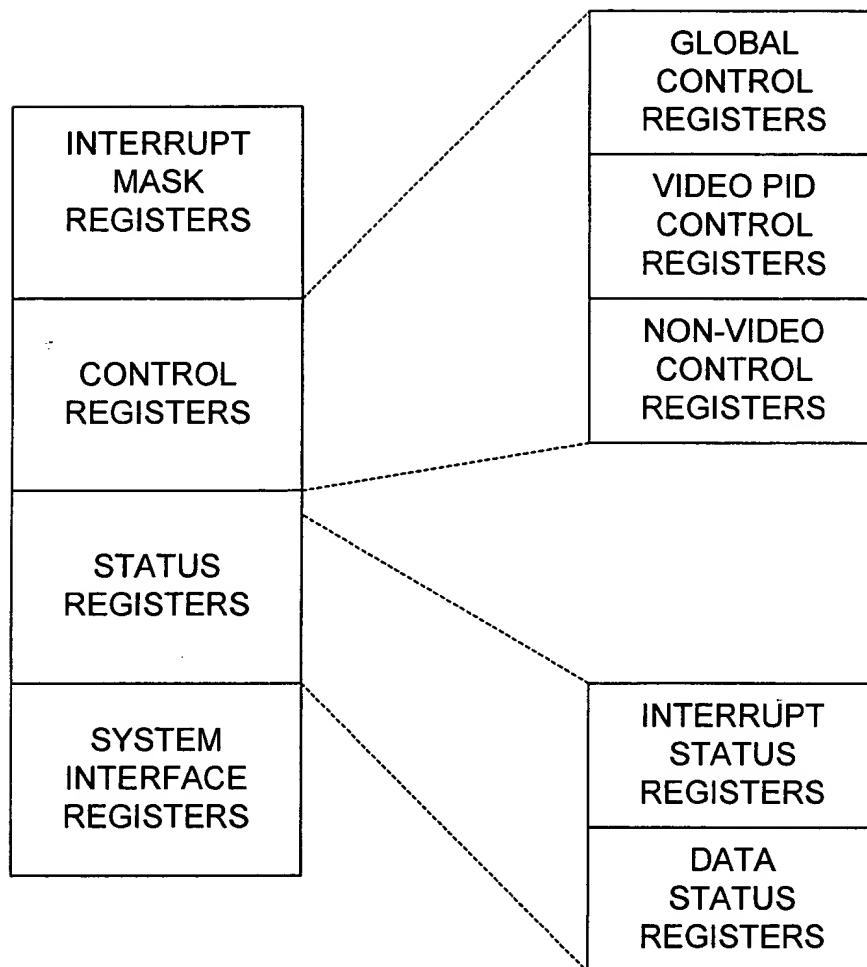 INTERRUPT
MASK
REGISTERS
CONTROL
REGISTERS
STATUS
REGISTERS
SYSTEM
INTERFACE
REGISTERS
GLOBAL
CONTROL
REGISTERS
VIDEO PID
CONTROL
REGISTERS
NON-VIDEO
CONTROL
REGISTERS
INTERRUPT
STATUS
REGISTERS
DATA
STATUS
REGISTERS